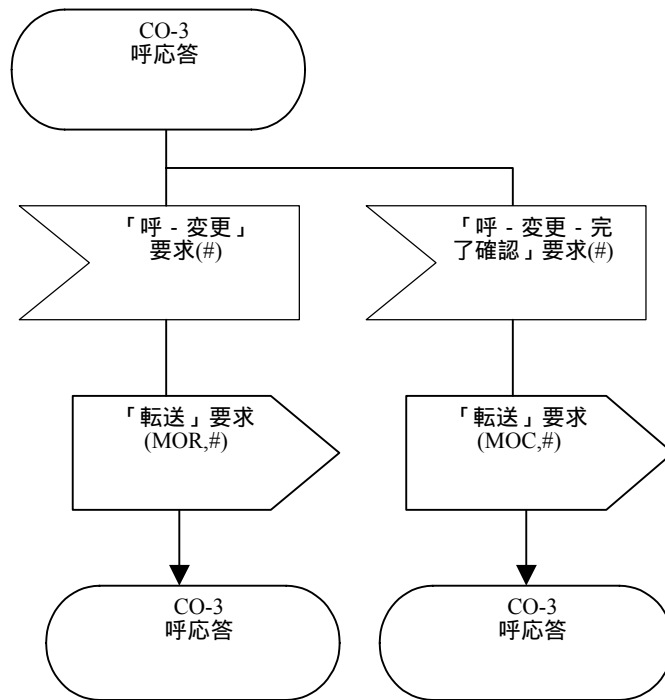 CO-3
呼応答
「呼 - 変更」
要求(#)
「呼 - 変更 - 完
了確認」要求(#)
「転送」要求
(MOR,#)
「転送」要求
(MOC,#)
CO-3
呼応答
CO-3
呼応答